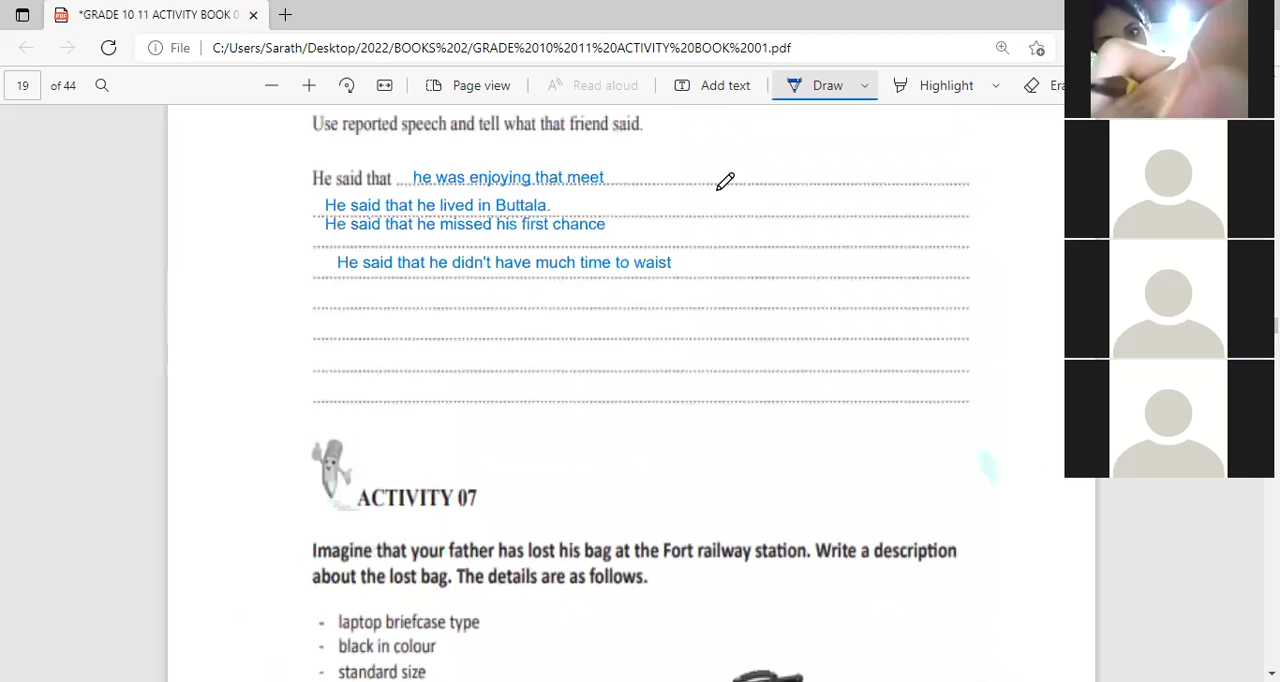 *GRADE 10 11 ACTIVITY BOOK 0
File
C:/Users/Sarath/Desktop/2022/BOOKS%202/GRADE%2010%2011%20ACTIVITY%20BOOK%2001.pdf
19 of 44
Page view
Read aloud
Add text
Draw
Highlight
Era
Use reported speech and tell what that friend said.
He said that he was enjoying that meet
He said that he lived in Buttala.
He said that he missed his first chance
He said that he didn't have much time to waist
ACTIVITY 07
Imagine that your father has lost his bag at the Fort railway station. Write a description
about the lost bag. The details are as follows.
- laptop briefcase type
- black in colour
- standard size